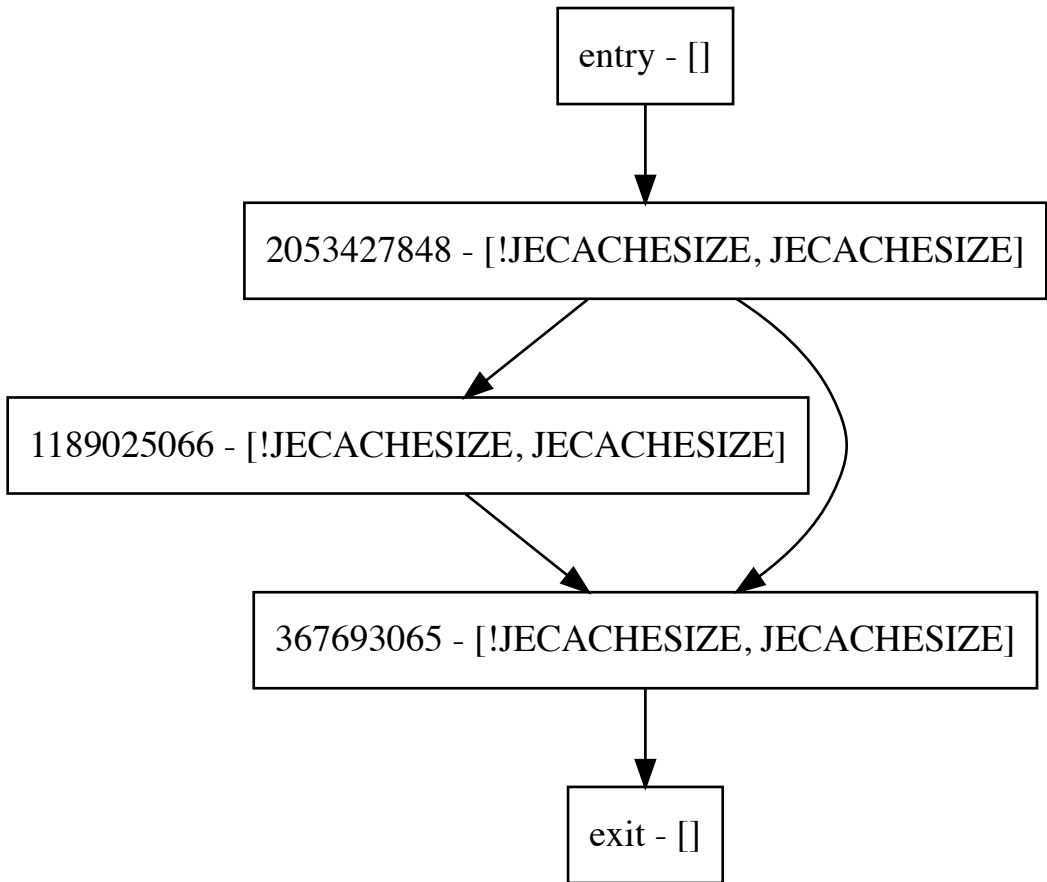 entry - []
2053427848 - [!JECACHESIZE, JECACHESIZE]
1189025066 - [!JECACHESIZE, JECACHESIZE]
367693065 - [!JECACHESIZE, JECACHESIZE]
exit - []